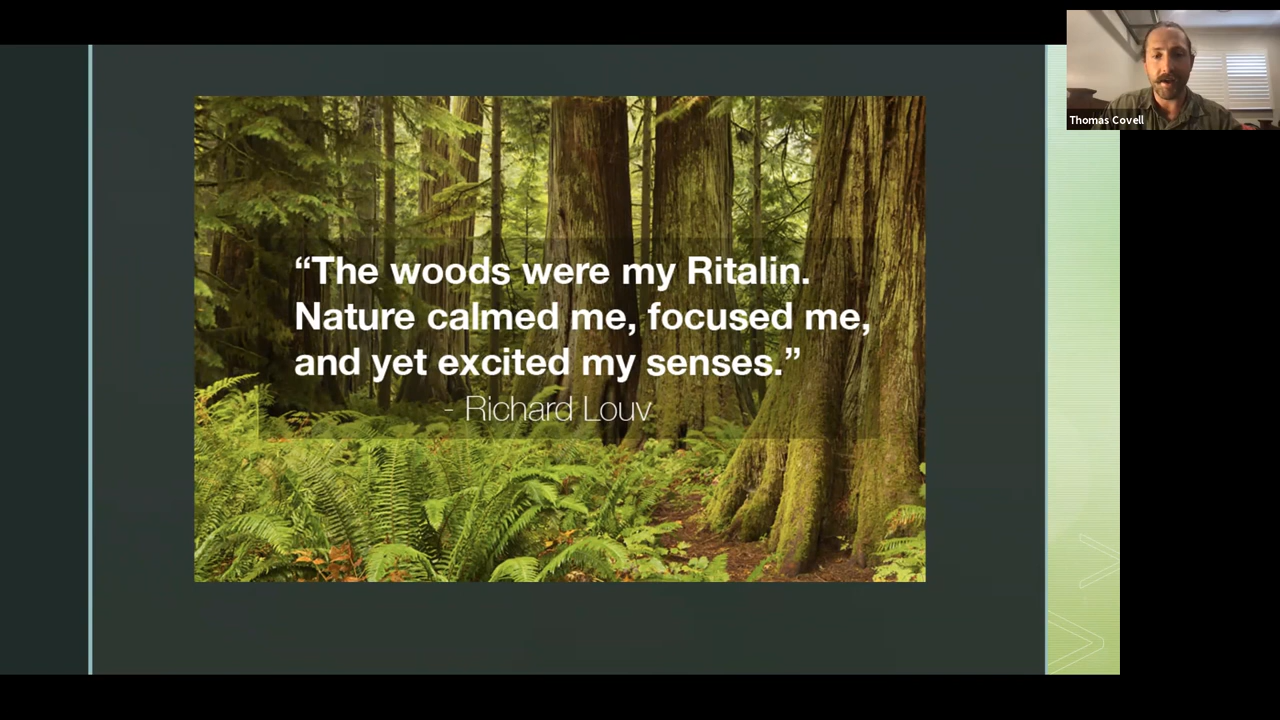 Thomas Covell
“The woods were my Ritalin.
Nature calmed me, focused me,
and yet excited my senses.”
- Richard Louv